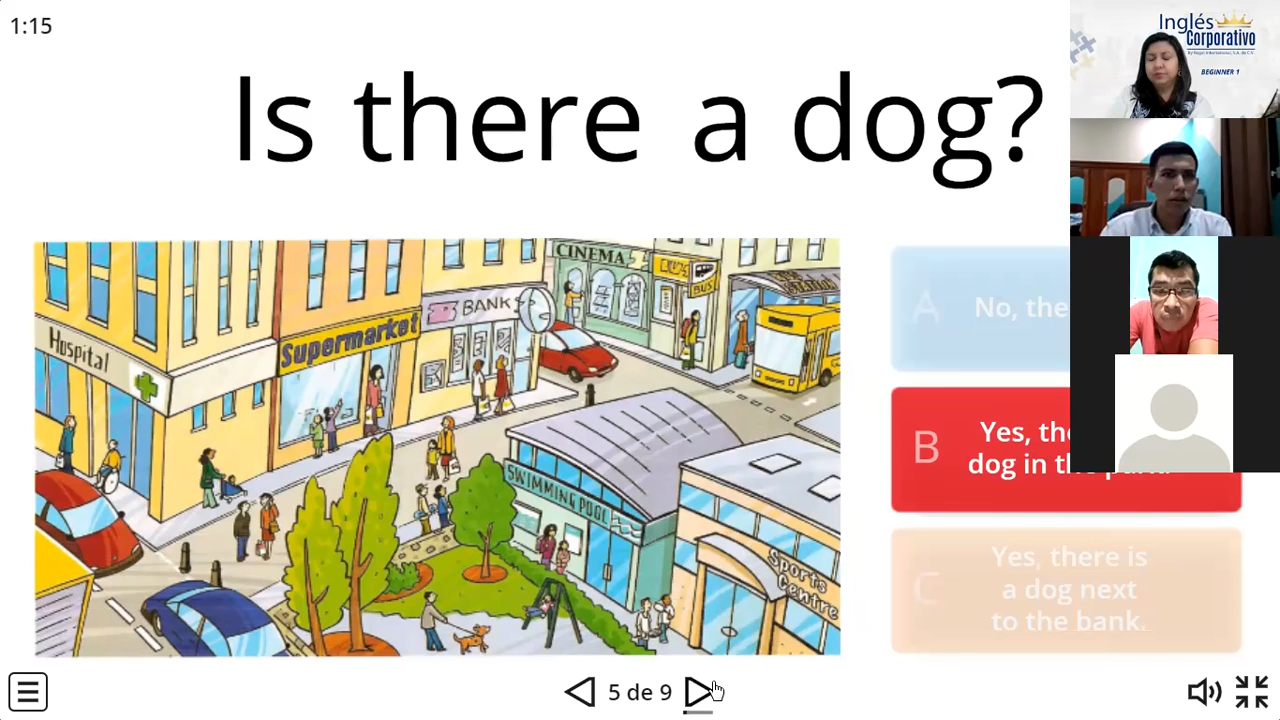 1:15
Inglés
Corporativo
BEGINNER 1
Is there a dog?
CINEMA
BUS
BANK
Hospital
Supermarket
SWIMMING POOL
Sports
Centre
A
No, the
B
Yes, the
dog in the
C
Yes, there is
a dog next
to the bank.
5 de 9